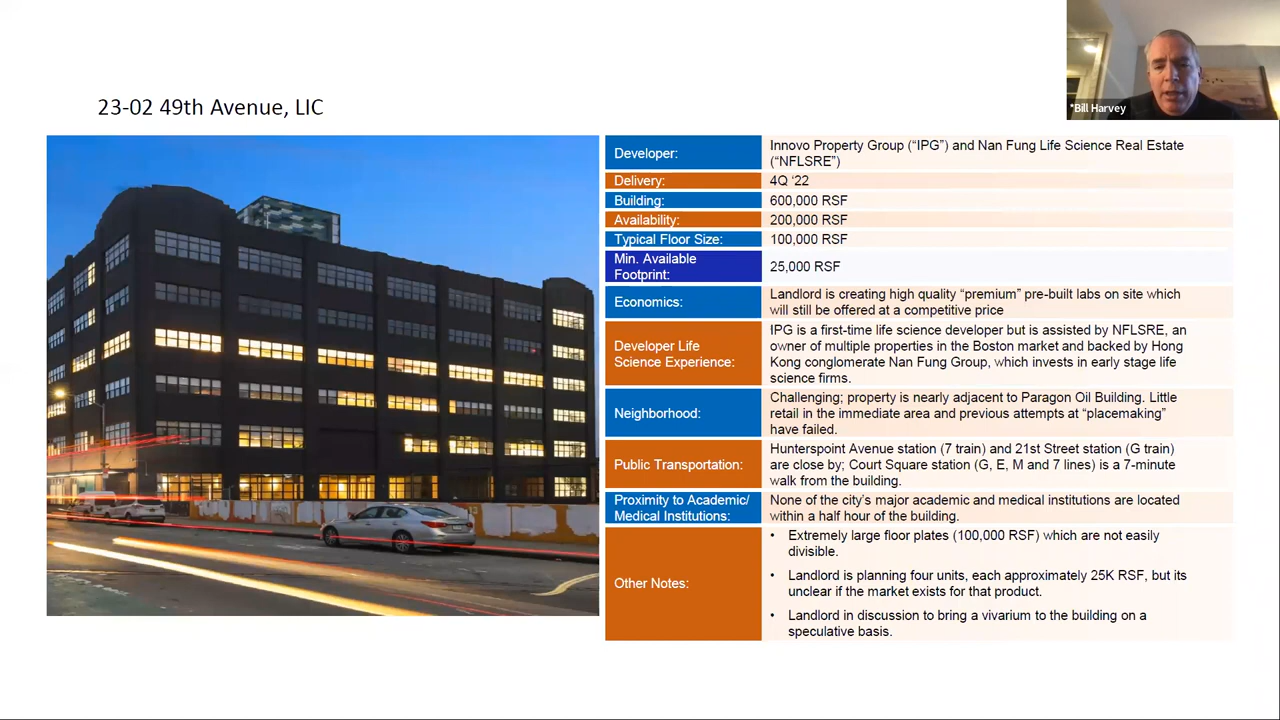 *Bill Harvey
23-02 49th Avenue, LIC
Developer:
Innovo Property Group (“IPG”) and Nan Fung Life Science Real Estate
(“NFLSRE”)
Delivery:
4Q ‘22
Building:
600,000 RSF
Availability:
200,000 RSF
Typical Floor Size:
100,000 RSF
Min. Available
Footprint:
25,000 RSF
Economics:
Landlord is creating high quality “premium” pre-built labs on site which
will still be offered at a competitive price
Developer Life
Science Experience:
IPG is a first-time life science developer but is assisted by NFLSRE, an
owner of multiple properties in the Boston market and backed by Hong
Kong conglomerate Nan Fung Group, which invests in early stage life
science firms.
Neighborhood:
Challenging; property is nearly adjacent to Paragon Oil Building. Little
retail in the immediate area and previous attempts at “placemaking”
have failed.
Public Transportation:
Hunterspoint Avenue station (7 train) and 21st Street station (G train)
are close by; Court Square station (G, E, M and 7 lines) is a 7-minute
walk from the building.
Proximity to Academic/
Medical Institutions:
None of the city’s major academic and medical institutions are located
within a half hour of the building.
Other Notes:
• Extremely large floor plates (100,000 RSF) which are not easily
divisible.
• Landlord is planning four units, each approximately 25K RSF, but its
unclear if the market exists for that product.
• Landlord in discussion to bring a vivarium to the building on a
speculative basis.